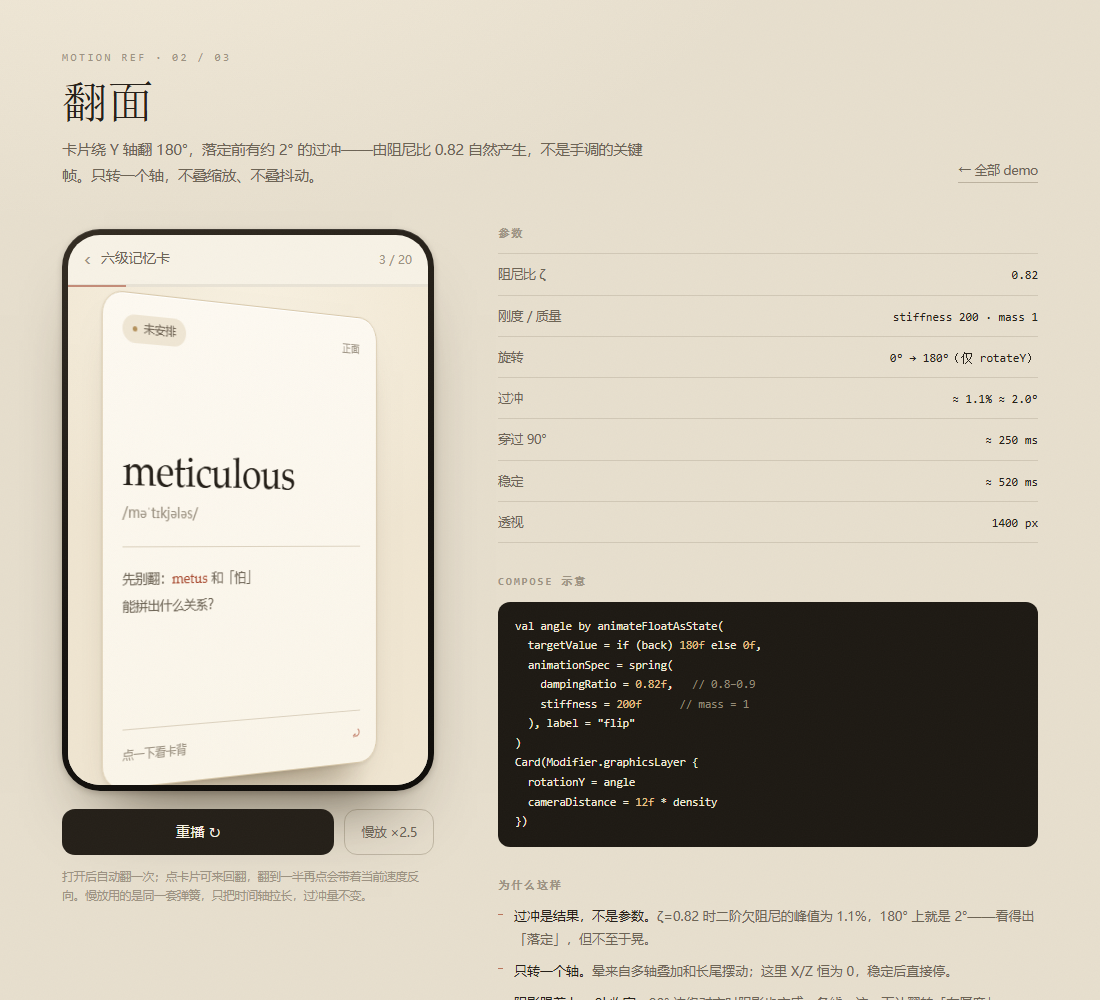 MOTION REF · 02 / 03
翻面
卡片绕 Y 轴翻 180°，落定前有约 2° 的过冲——由阻尼比 0.82 自然产生，不是手调的关键
帧。只转一个轴，不叠缩放、不叠抖动。
← 全部 demo
‹ 六级记忆卡
3 / 20
未安排
正面
meticulous
/məˈtɪkjələs/
先别翻：metus 和「怕」
能拼出什么关系？
点一下看卡背
重播 ↻
慢放 ×2.5
打开后自动翻一次；点卡片可来回翻，翻到一半再点会带着当前速度反
向。慢放用的是同一套弹簧，只把时间轴拉长，过冲量不变。
参数
阻尼比 ζ 0.82
刚度 / 质量 stiffness 200 · mass 1
旋转 0° → 180°（仅 rotateY）
过冲 ≈ 1.1% ≈ 2.0°
穿过 90° ≈ 250 ms
稳定 ≈ 520 ms
透视 1400 px
COMPOSE 示意
val angle by animateFloatAsState(
  targetValue = if (back) 180f else 0f,
  animationSpec = spring(
    dampingRatio = 0.82f,   // 0.8–0.9
    stiffness = 200f      // mass = 1
  ), label = "flip"
)
Card(Modifier.graphicsLayer {
  rotationY = angle
  cameraDistance = 12f * density
})
为什么这样
– 过冲是结果，不是参数。ζ=0.82 时二阶欠阻尼的峰值为 1.1%，180° 上就是 2°——看得出
「落定」，但不至于晃。
– 只转一个轴。晕来自多轴叠加和长尾摆动；这里 X/Z 恒为 0，稳定后直接停。